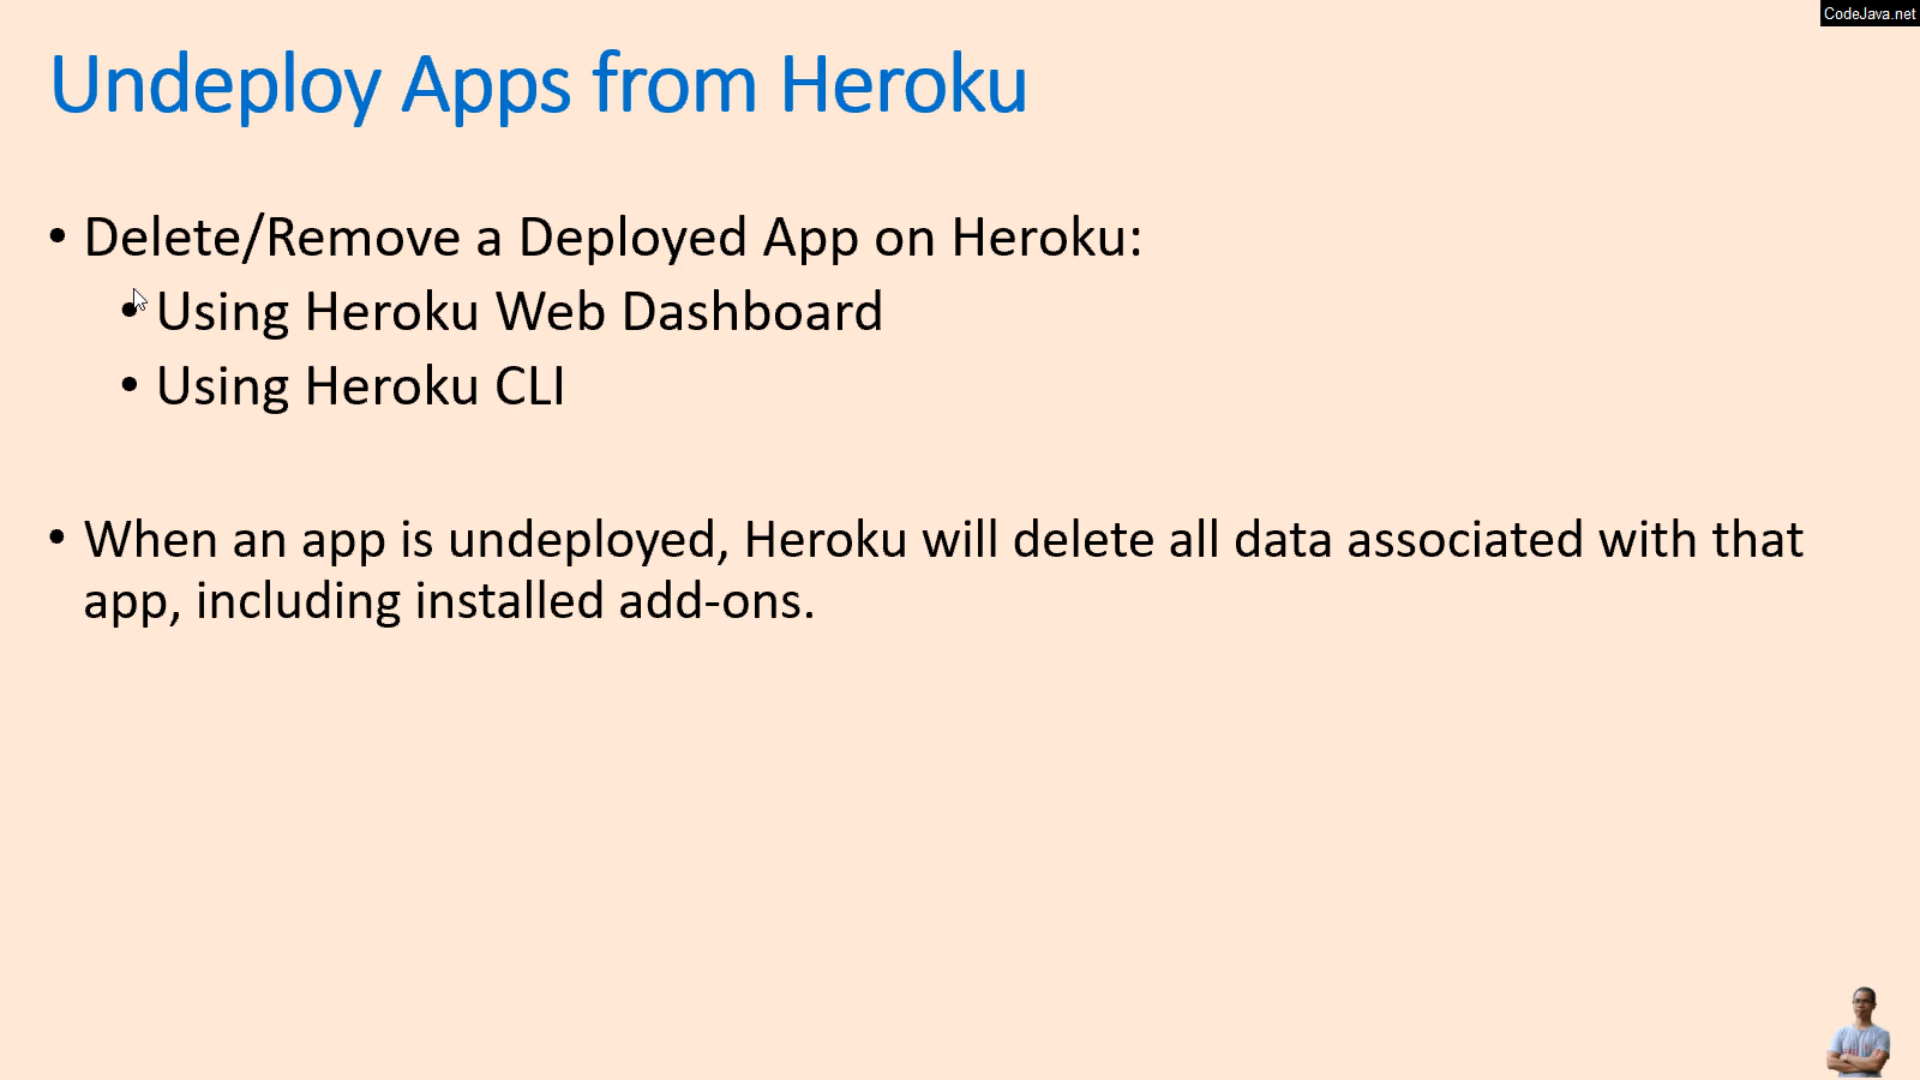 CodeJava.net
Undeploy Apps from Heroku
• Delete/Remove a Deployed App on Heroku:
• Using Heroku Web Dashboard
• Using Heroku CLI
• When an app is undeployed, Heroku will delete all data associated with that
app, including installed add-ons.